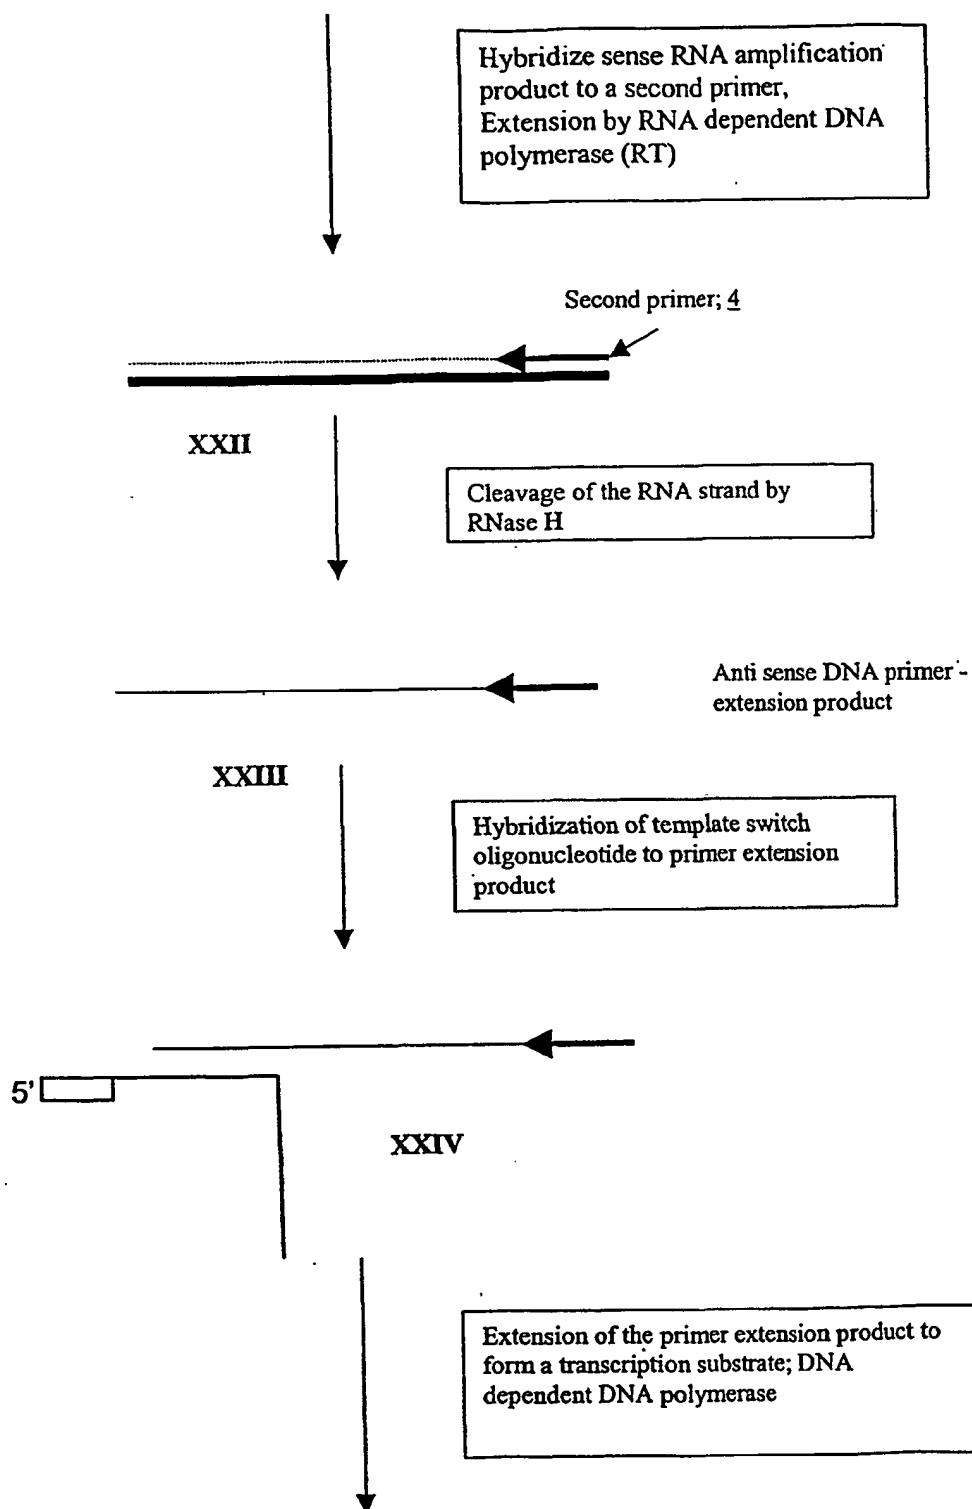 Hybridize sense RNA amplification
product to a second primer,
Extension by RNA dependent DNA
polymerase (RT)
Second primer; 4
XXII
Cleavage of the RNA strand by
RNase H
Anti sense DNA primer-
extension product
XXIII
Hybridization of template switch
oligonucleotide to primer extension
product
5'
XXIV
Extension of the primer extension product to
form a transcription substrate; DNA
dependent DNA polymerase